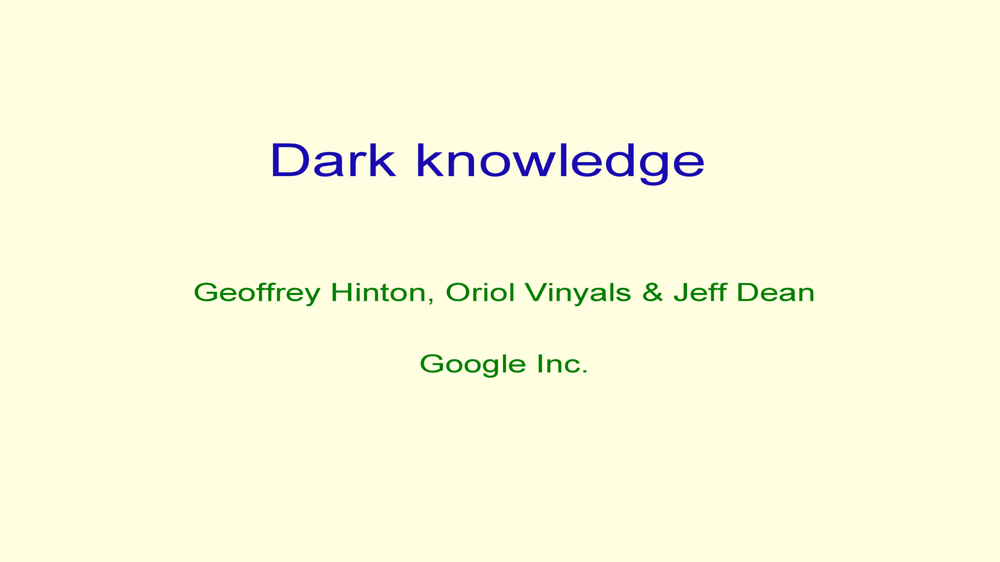 Dark knowledge
Geoffrey Hinton, Oriol Vinyals & Jeff Dean
Google Inc.